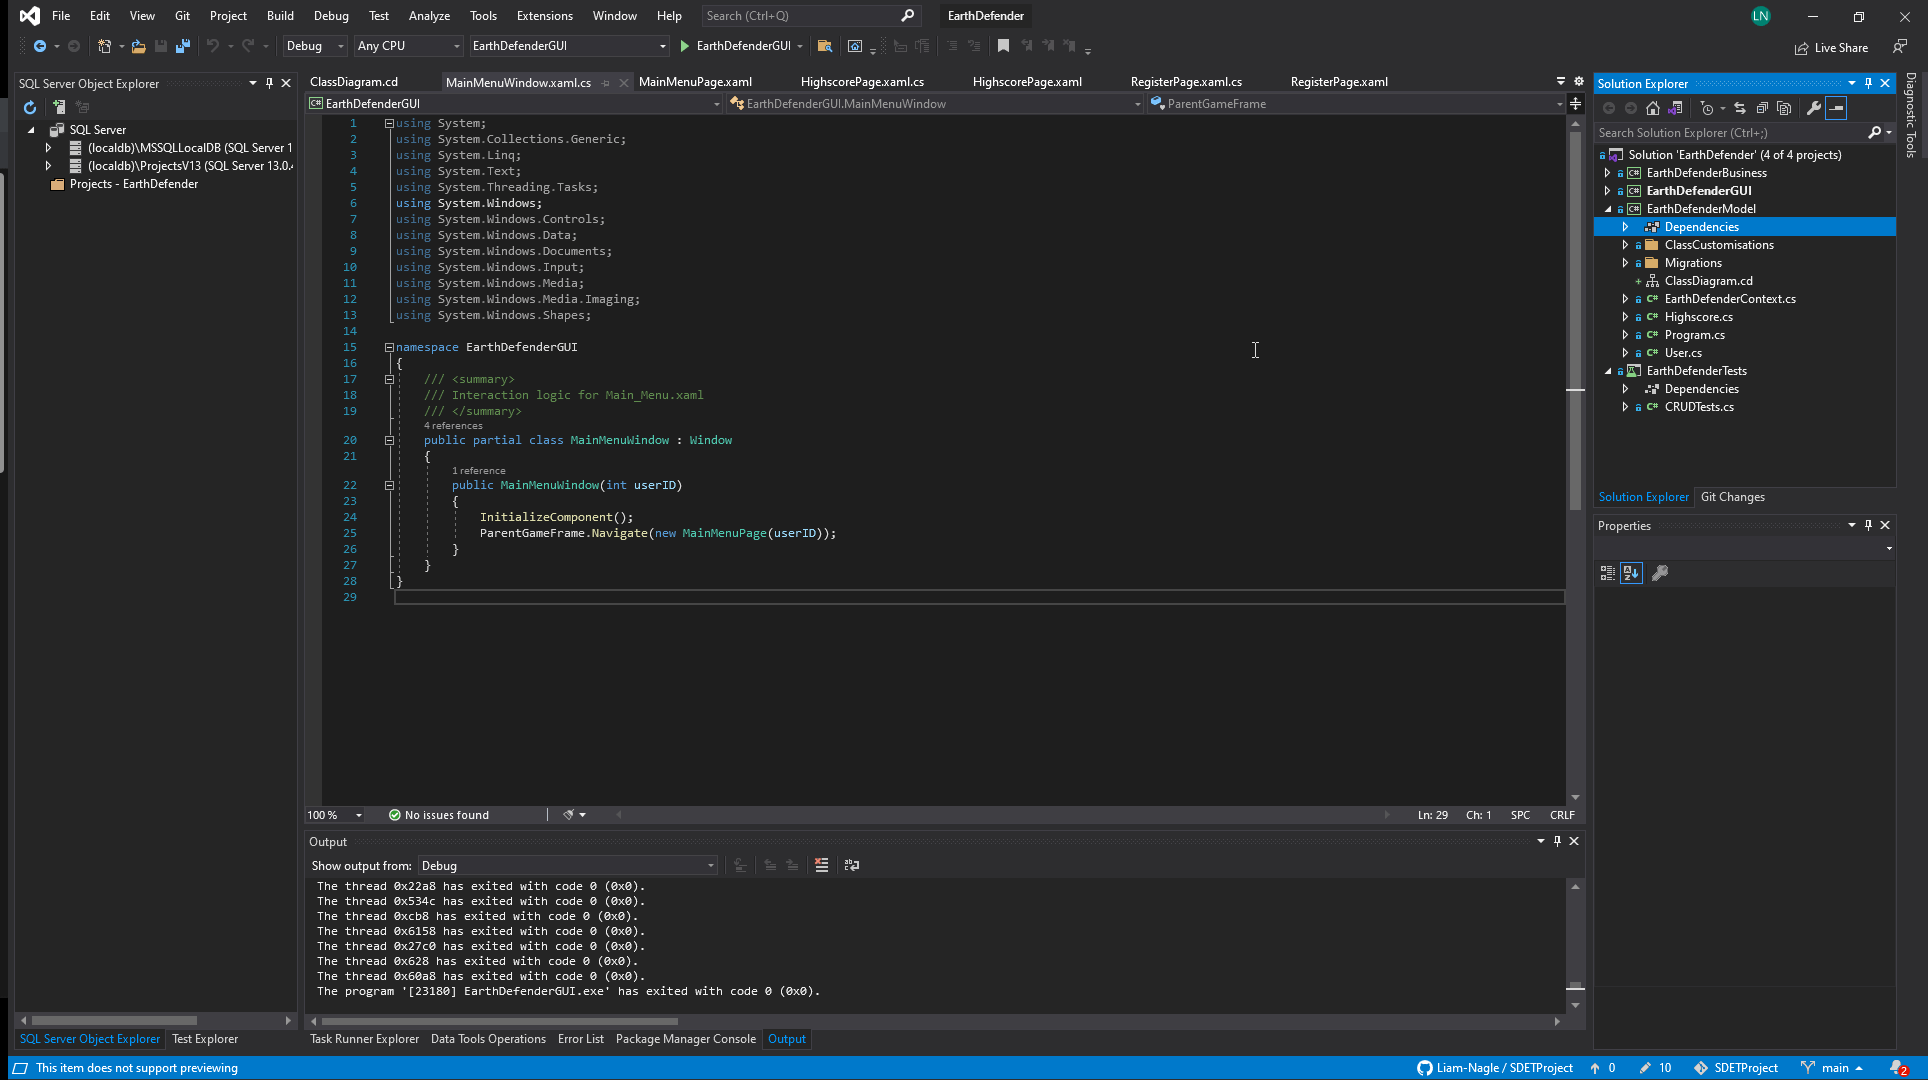 File Edit View Git Project Build Debug Test Analyze Tools Extensions Window Help Search (Ctrl+Q) EarthDefender LN
Debug Any CPU EarthDefenderGUI EarthDefenderGUI Live Share
SQL Server Object Explorer
SQL Server
(localdb)\MSSQLLocalDB (SQL Server 1
(localdb)\ProjectsV13 (SQL Server 13.0.4
Projects - EarthDefender
ClassDiagram.cd MainMenuWindow.xaml.cs MainMenuPage.xaml HighscorePage.xaml.cs HighscorePage.xaml RegisterPage.xaml.cs RegisterPage.xaml
EarthDefenderGUI EarthDefenderGUI.MainMenuWindow ParentGameFrame
1 using System;
2 using System.Collections.Generic;
3 using System.Linq;
4 using System.Text;
5 using System.Threading.Tasks;
6 using System.Windows;
7 using System.Windows.Controls;
8 using System.Windows.Data;
9 using System.Windows.Documents;
10 using System.Windows.Input;
11 using System.Windows.Media;
12 using System.Windows.Media.Imaging;
13 using System.Windows.Shapes;
14
15 namespace EarthDefenderGUI
16 {
17 /// <summary>
18 /// Interaction logic for Main_Menu.xaml
19 /// </summary>
4 references
20 public partial class MainMenuWindow : Window
21 {
1 reference
22 public MainMenuWindow(int userID)
23 {
24 InitializeComponent();
25 ParentGameFrame.Navigate(new MainMenuPage(userID));
26 }
27 }
28 }
29
100 % No issues found Ln: 29 Ch: 1 SPC CRLF
Output
Show output from: Debug
The thread 0x22a8 has exited with code 0 (0x0).
The thread 0x534c has exited with code 0 (0x0).
The thread 0xcb8 has exited with code 0 (0x0).
The thread 0x6158 has exited with code 0 (0x0).
The thread 0x27c0 has exited with code 0 (0x0).
The thread 0x628 has exited with code 0 (0x0).
The thread 0x60a8 has exited with code 0 (0x0).
The program '[23180] EarthDefenderGUI.exe' has exited with code 0 (0x0).
SQL Server Object Explorer Test Explorer
Task Runner Explorer Data Tools Operations Error List Package Manager Console Output
Solution Explorer
Search Solution Explorer (Ctrl+;)
Solution 'EarthDefender' (4 of 4 projects)
EarthDefenderBusiness
EarthDefenderGUI
EarthDefenderModel
Dependencies
ClassCustomisations
Migrations
ClassDiagram.cd
EarthDefenderContext.cs
Highscore.cs
Program.cs
User.cs
EarthDefenderTests
Dependencies
CRUDTests.cs
Solution Explorer Git Changes
Properties
Diagnostic Tools
This item does not support previewing Liam-Nagle / SDETProject 0 10 SDETProject main 2